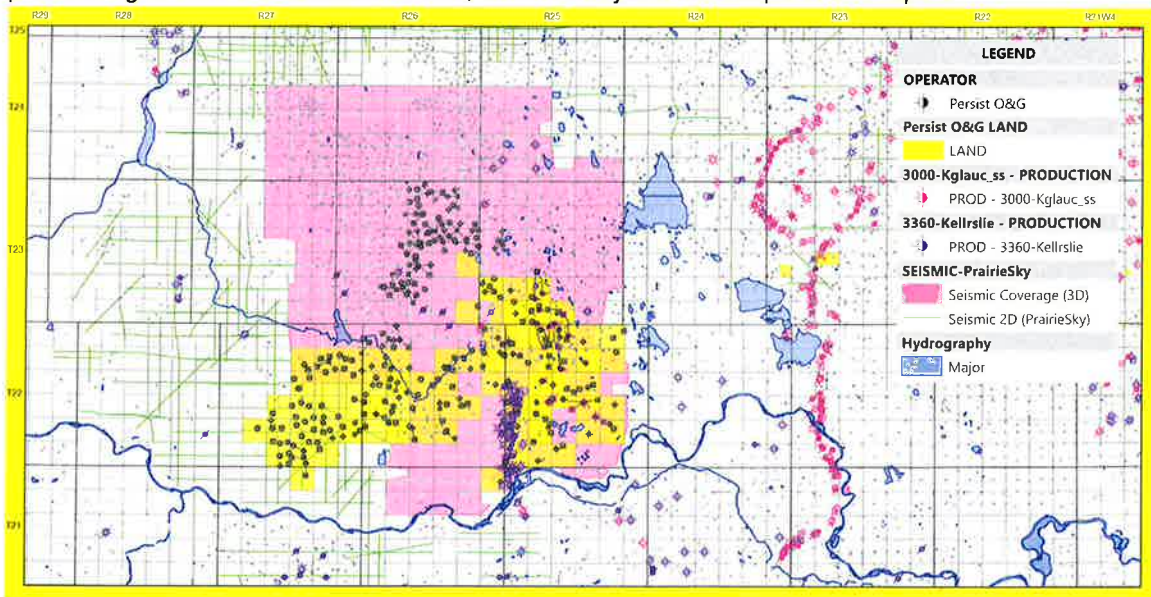 R29 R28 R27 R26 R25 R24 R23 R22 R21W4
T25
T24
T23
T22
T21
LEGEND
OPERATOR
Persist O&G
Persist O&G LAND
LAND
3000-Kglauc_ss - PRODUCTION
PROD - 3000-Kglauc_ss
3360-Kellrslie - PRODUCTION
PROD - 3360-Kellrslie
SEISMIC-PrairieSky
Seismic Coverage (3D)
Seismic 2D (PrairieSky)
Hydrography
Major